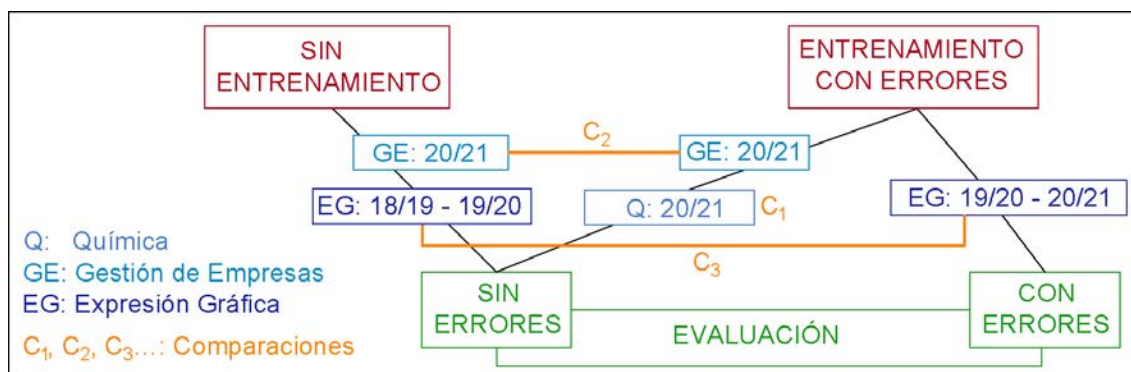 SIN
ENTRENAMIENTO
ENTRENAMIENTO
CON ERRORES
C₂
GE: 20/21
GE: 20/21
EG: 18/19 - 19/20
Q: 20/21
C₁
EG: 19/20 - 20/21
Q: Química
GE: Gestión de Empresas
EG: Expresión Gráfica
C₁, C₂, C₃...: Comparaciones
C₃
SIN
ERRORES
EVALUACIÓN
CON
ERRORES